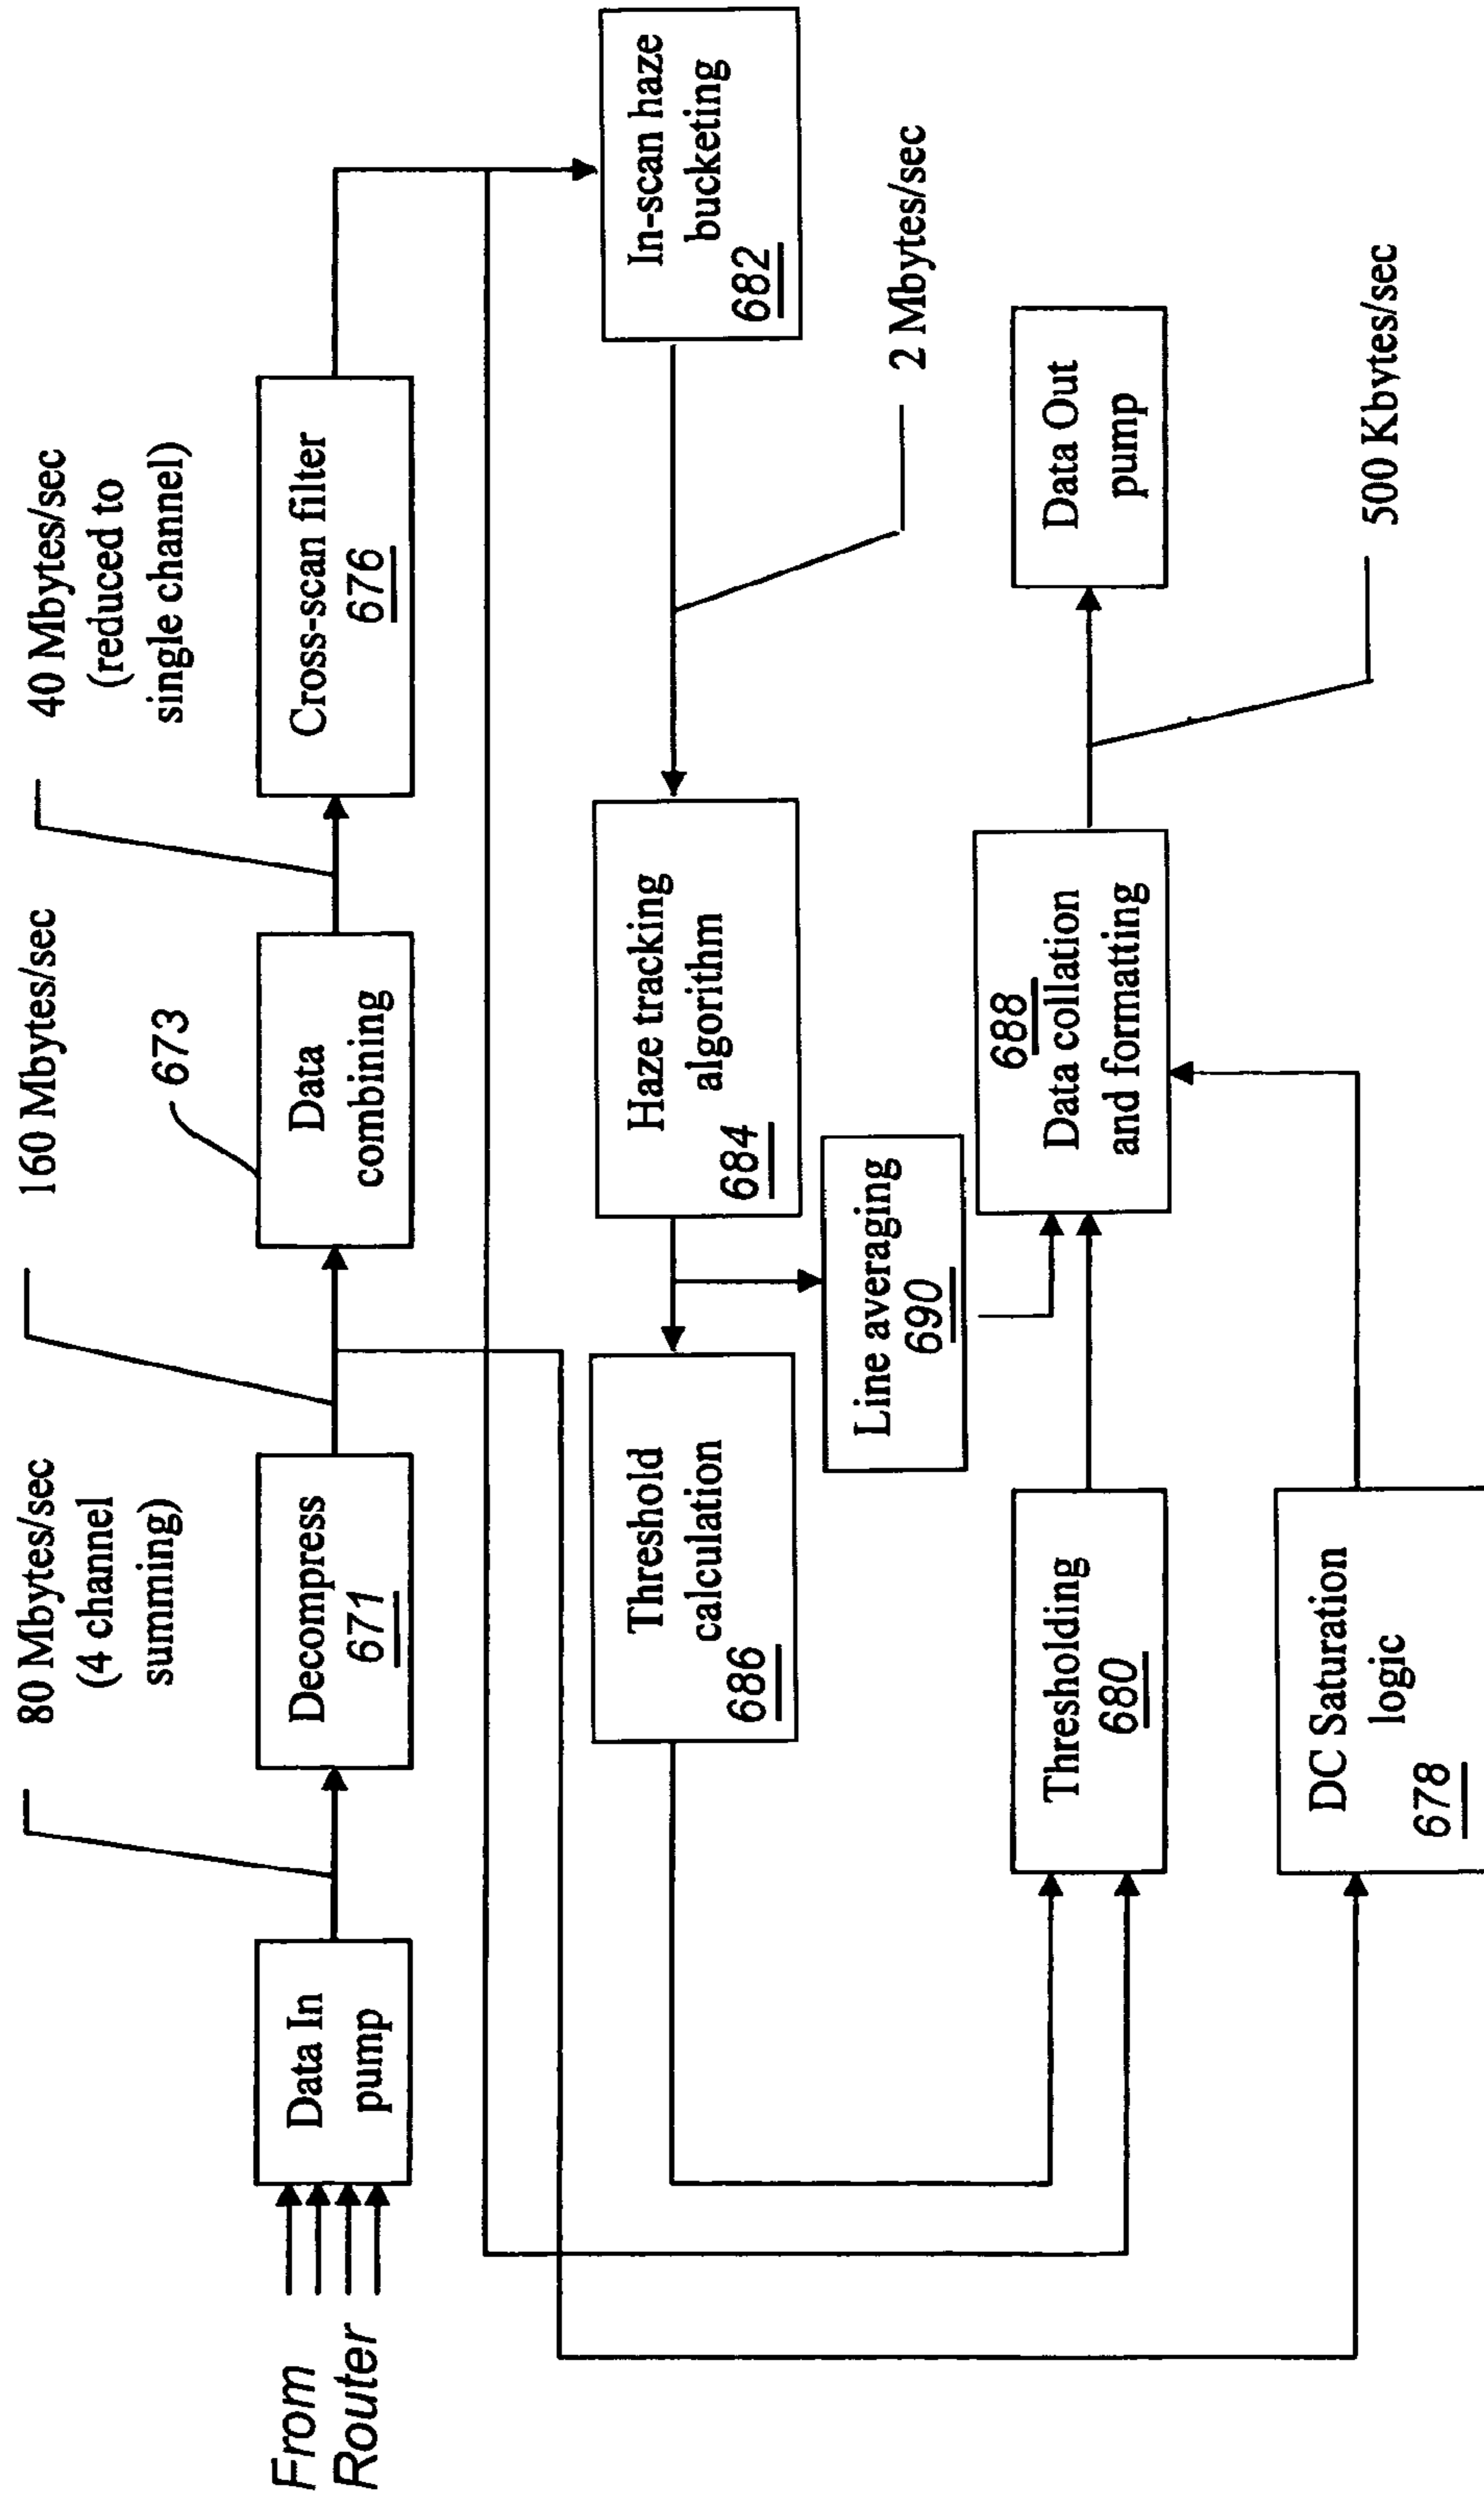 80 Mbytes/sec
(4 channel
summing)
160 Mbytes/sec
40 Mbytes/sec
(reduced to
single channel)
673
From
Router
Data In
pump
Decompress
671
Data
combining
Cross-scan filter
676
Threshold
calculation
686
Haze tracking
algorithm
684
In-scan haze
bucketing
682
Line averaging
690
2 Mbytes/sec
Thresholding
680
688
Data collation
and formatting
Data Out
pump
DC Saturation
logic
678
500 Kbytes/sec